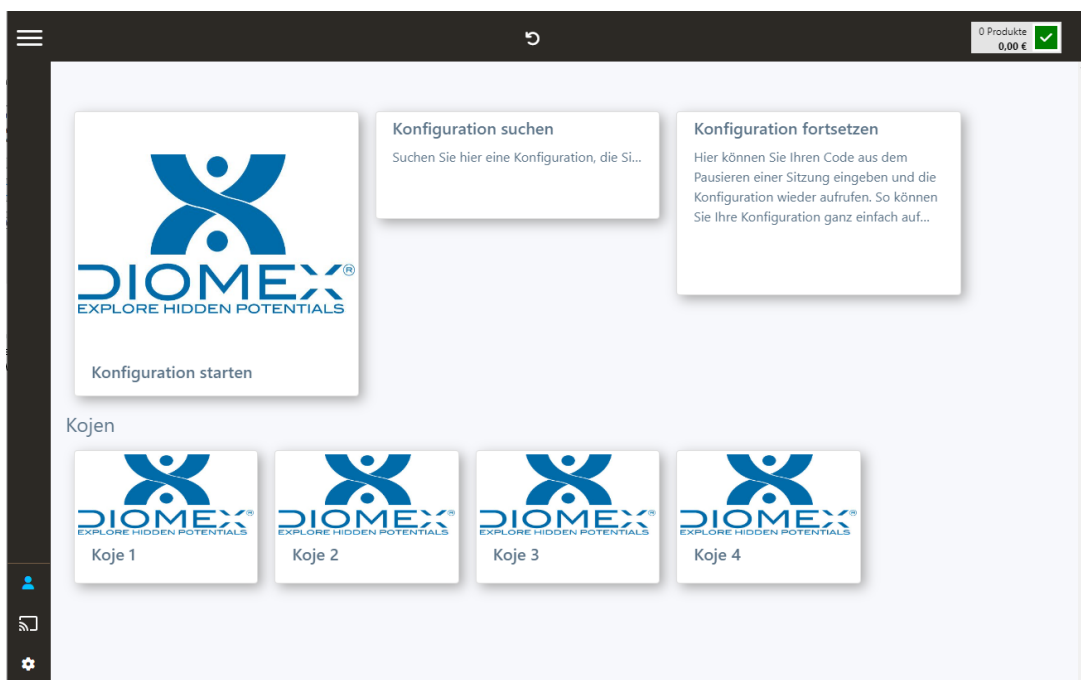 0 Produkte
0,00 €
DIOMEX®
EXPLORE HIDDEN POTENTIALS
Konfiguration starten
Konfiguration suchen
Suchen Sie hier eine Konfiguration, die Si...
Konfiguration fortsetzen
Hier können Sie Ihren Code aus dem
Pausieren einer Sitzung eingeben und die
Konfiguration wieder aufrufen. So können
Sie Ihre Konfiguration ganz einfach auf...
Kojen
DIOMEX®
EXPLORE HIDDEN POTENTIALS
Koje 1
DIOMEX®
EXPLORE HIDDEN POTENTIALS
Koje 2
DIOMEX®
EXPLORE HIDDEN POTENTIALS
Koje 3
DIOMEX®
EXPLORE HIDDEN POTENTIALS
Koje 4